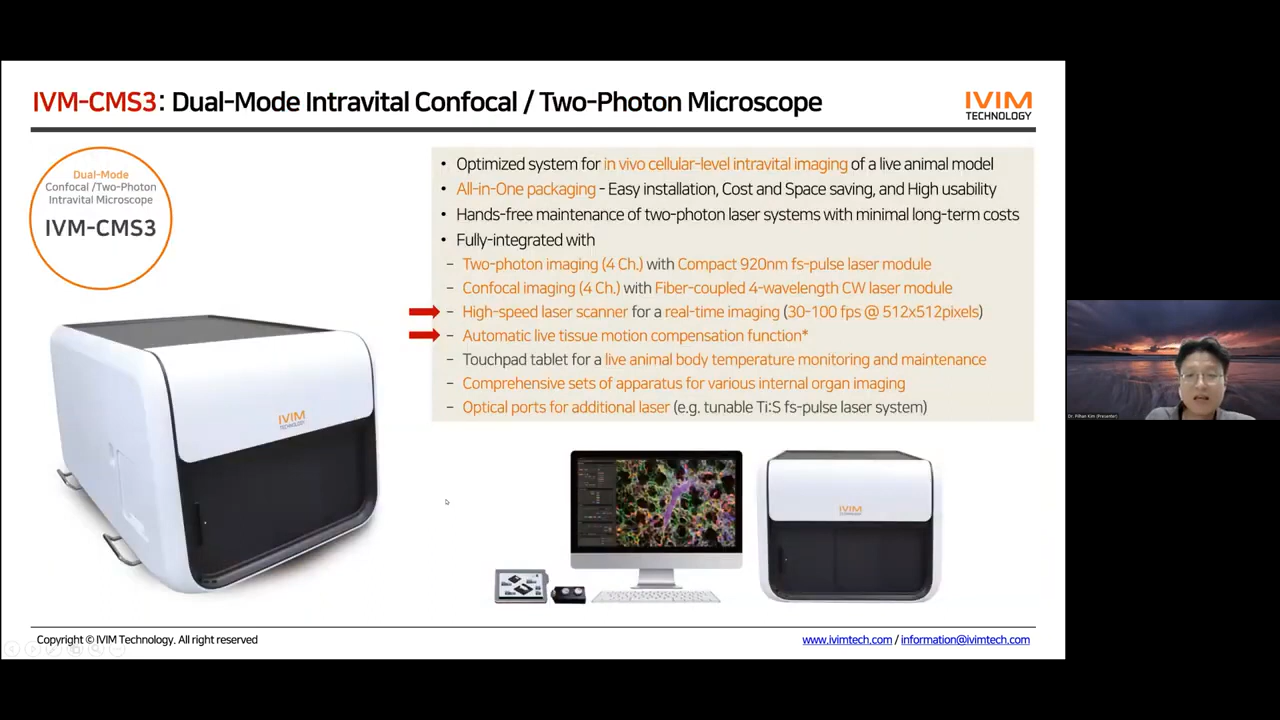 IVM-CMS3: Dual-Mode Intravital Confocal / Two-Photon Microscope
IVIM
TECHNOLOGY
Dual-Mode
Confocal /Two-Photon
Intravital Microscope
IVM-CMS3
• Optimized system for in vivo cellular-level intravital imaging of a live animal model
• All-in-One packaging - Easy installation, Cost and Space saving, and High usability
• Hands-free maintenance of two-photon laser systems with minimal long-term costs
• Fully-integrated with
− Two-photon imaging (4 Ch.) with Compact 920nm fs-pulse laser module
− Confocal imaging (4 Ch.) with Fiber-coupled 4-wavelength CW laser module
− High-speed laser scanner for a real-time imaging (30-100 fps @ 512x512pixels)
− Automatic live tissue motion compensation function*
− Touchpad tablet for a live animal body temperature monitoring and maintenance
− Comprehensive sets of apparatus for various internal organ imaging
− Optical ports for additional laser (e.g. tunable Ti:S fs-pulse laser system)
IVIM
TECHNOLOGY
IVIM
TECHNOLOGY
Dr. Pilhan Kim (Presenter)
Copyright © IVIM Technology. All right reserved
www.ivimtech.com / information@ivimtech.com